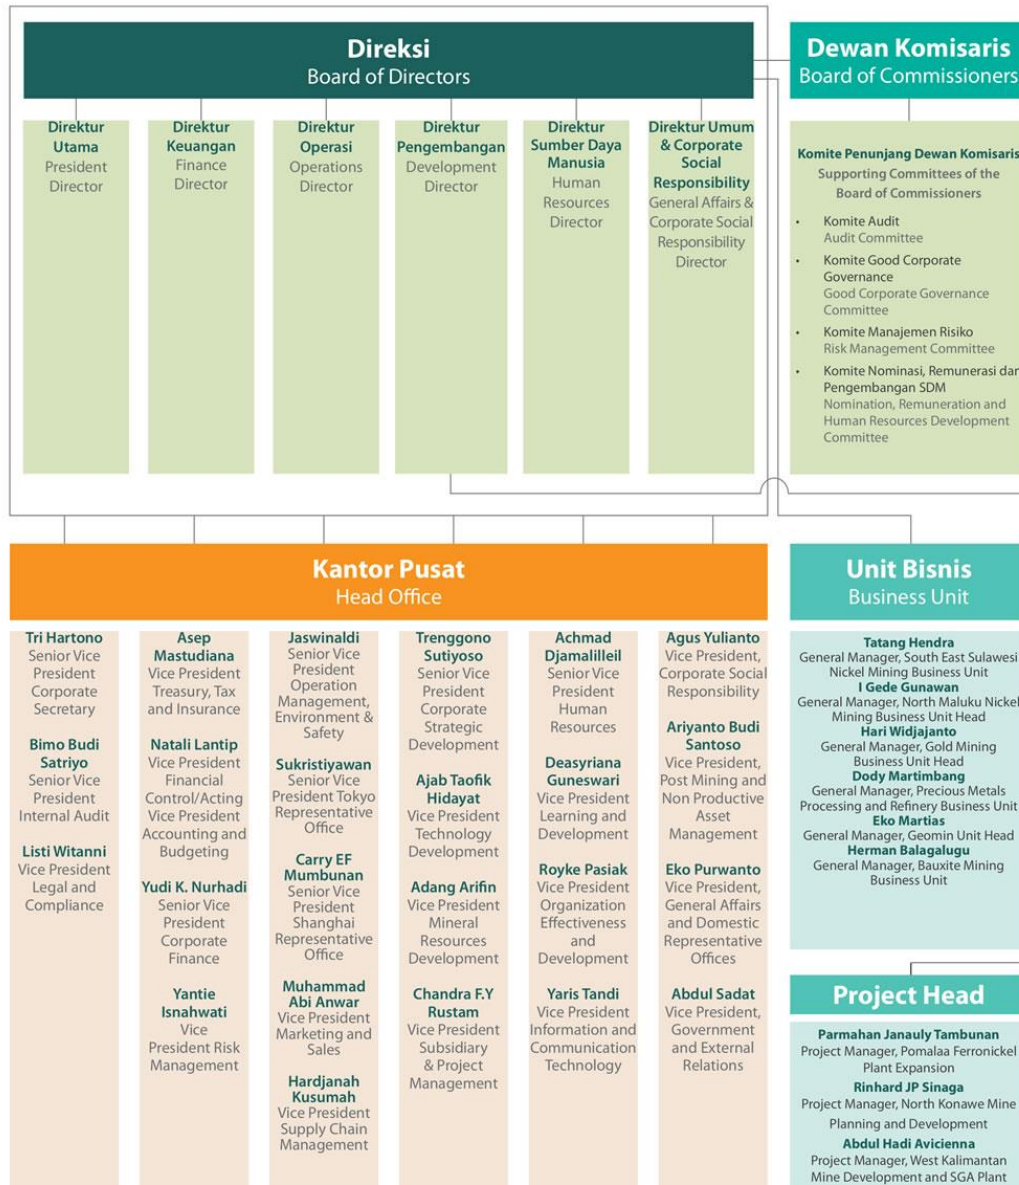 Direksi
Board of Directors
Dewan Komisaris
Board of Commissioners
Direktur
Utama
President
Director
Direktur
Keuangan
Finance
Director
Direktur
Operasi
Operations
Director
Direktur
Pengembangan
Development
Director
Direktur
Sumber Daya
Manusia
Human
Resources
Director
Direktur Umum
& Corporate
Social
Responsibility
General Affairs &
Corporate Social
Responsibility
Director
Komite Penunjang Dewan Komisaris
Supporting Committees of the
Board of Commissioners
• Komite Audit
Audit Committee
• Komite Good Corporate
Governance
Good Corporate Governance
Committee
• Komite Manajemen Risiko
Risk Management Committee
• Komite Nominasi, Remunerasi dan
Pengembangan SDM
Nomination, Remuneration and
Human Resources Development
Committee
Kantor Pusat
Head Office
Tri Hartono
Senior Vice
President
Corporate
Secretary
Bimo Budi
Satriyo
Senior Vice
President
Internal Audit
Listi Witanni
Vice President
Legal and
Compliance
Asep
Mastudiana
Vice President
Treasury, Tax
and Insurance
Natali Lantip
Vice President
Financial
Control/Acting
Vice President
Accounting and
Budgeting
Yudi K. Nurhadi
Senior Vice
President
Corporate
Finance
Yantie
Isnahwati
Vice
President Risk
Management
Jaswinaldi
Senior Vice
President
Operation
Management,
Environment &
Safety
Sukristiyawan
Senior Vice
President Tokyo
Representative
Office
Carry EF
Mumbunan
Senior Vice
President
Shanghai
Representative
Office
Muhammad
Abi Anwar
Vice President
Marketing and
Sales
Hardjanah
Kusumah
Vice President
Supply Chain
Management
Trenggono
Sutiyoso
Senior Vice
President
Corporate
Strategic
Development
Ajab Taofik
Hidayat
Vice President
Technology
Development
Adang Arifin
Vice President
Mineral
Resources
Development
Chandra F.Y
Rustam
Vice President
Subsidiary
& Project
Management
Achmad
Djamalilleil
Senior Vice
President
Human
Resources
Deasyriana
Guneswari
Vice President
Learning and
Development
Royke Pasiak
Vice President
Organization
Effectiveness
and
Development
Yaris Tandi
Vice President
Information and
Communication
Technology
Agus Yulianto
Vice President,
Corporate Social
Responsibility
Ariyanto Budi
Santoso
Vice President,
Post Mining and
Non Productive
Asset
Management
Eko Purwanto
Vice President,
General Affairs
and Domestic
Representative
Offices
Abdul Sadat
Vice President,
Government
and External
Relations
Unit Bisnis
Business Unit
Tatang Hendra
General Manager, South East Sulawesi
Nickel Mining Business Unit
I Gede Gunawan
General Manager, North Maluku Nickel
Mining Business Unit Head
Hari Widjajanto
General Manager, Gold Mining
Business Unit Head
Dody Martimbang
General Manager, Precious Metals
Processing and Refinery Business Unit
Eko Martias
General Manager, Geomin Unit Head
Herman Balagalugu
General Manager, Bauxite Mining
Business Unit
Project Head
Parmahan Janauly Tambunan
Project Manager, Pomalaa Ferronickel
Plant Expansion
Rinhard JP Sinaga
Project Manager, North Konawe Mine
Planning and Development
Abdul Hadi Avicienna
Project Manager, West Kalimantan
Mine Development and SGA Plant